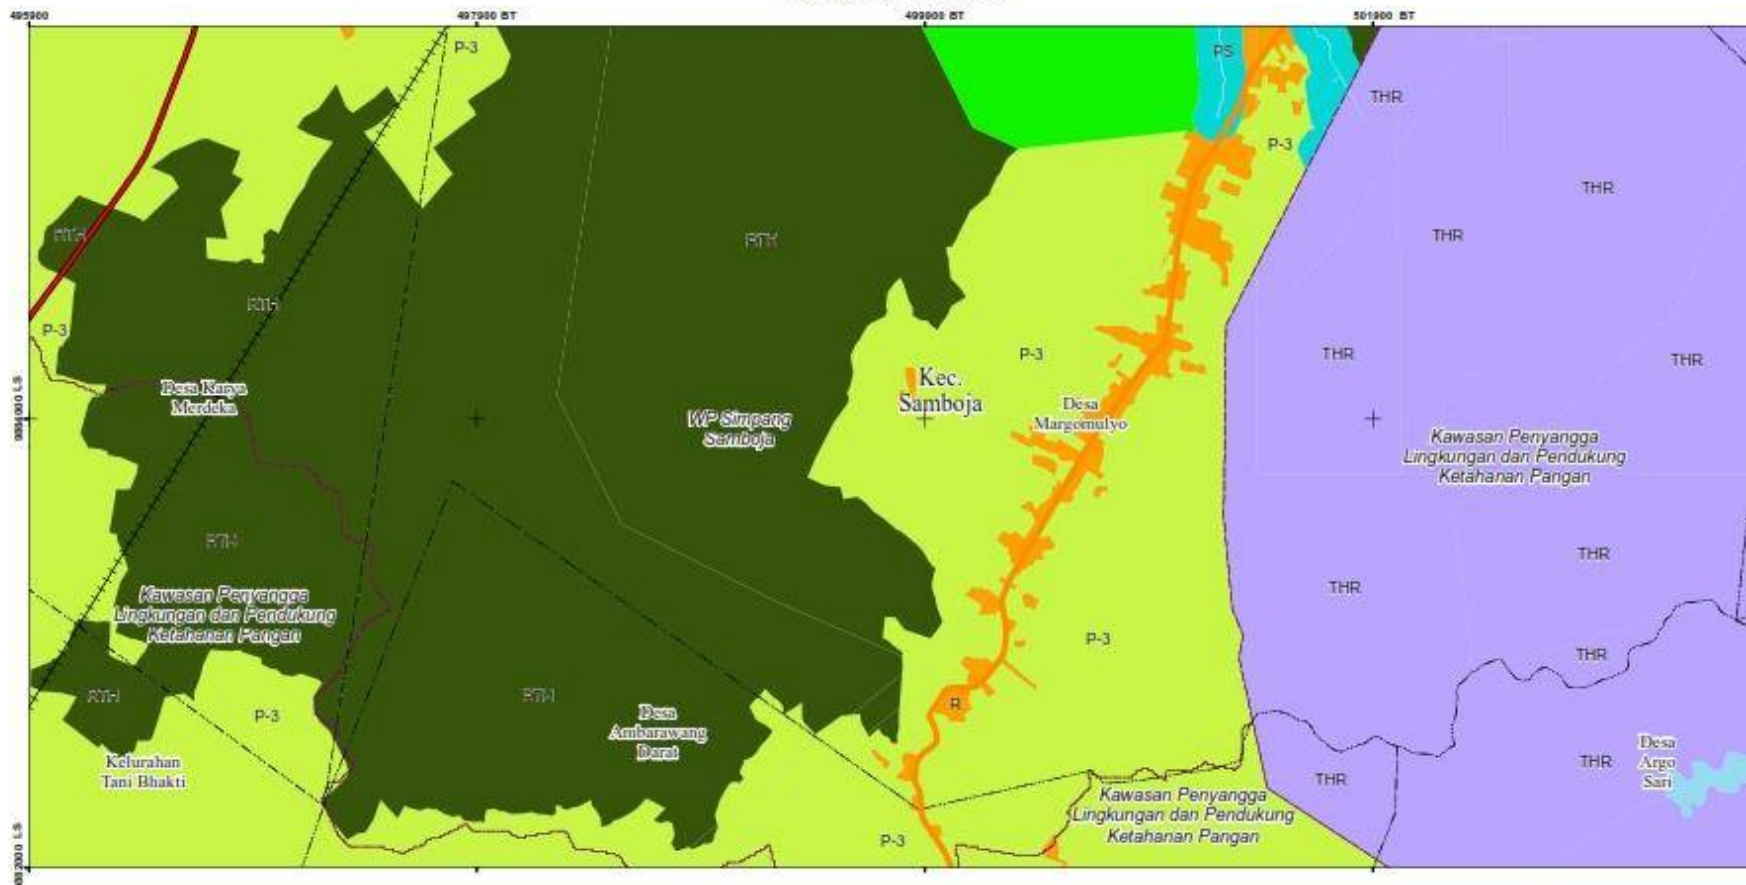 495900
497900 BT
499900 BT
501900 BT
P-3
PS
THR
P-3
THR
RTH
THR
RTH
RTH
P-3
P-3
THR
THR
Desa Karya
Merdeka
Kec.
Samboja
Desa
Margomulyo
WP Simpang
Samboja
Kawasan Penyangga
Lingkungan dan Pendukung
Ketahanan Pangan
RTH
THR
THR
Kawasan Penyangga
Lingkungan dan Pendukung
Ketahanan Pangan
P-3
THR
RTH
RTH
R
P-3
Desa
Ambarawang
Darat
Kelurahan
Tani Bhakti
THR
THR
Desa
Argo
Sari
Kawasan Penyangga
Lingkungan dan Pendukung
Ketahanan Pangan
P-3